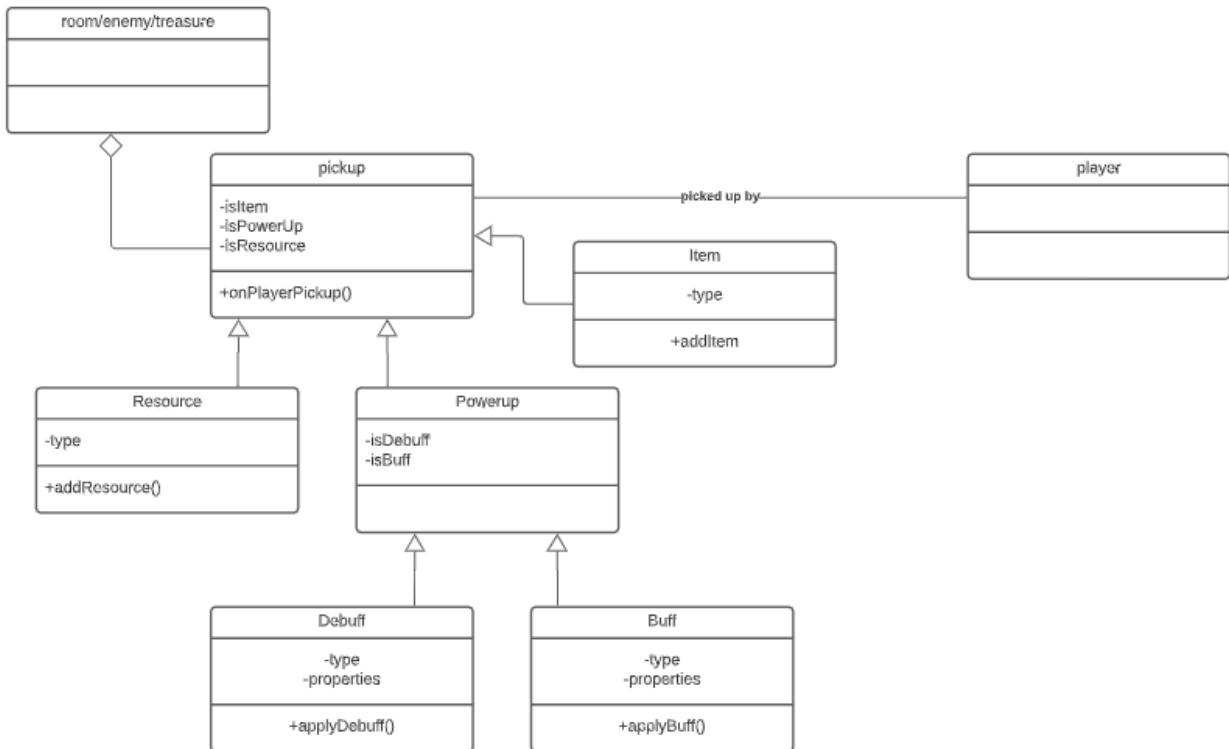 room/enemy/treasure
pickup
-isItem
-isPowerUp
-isResource
+onPlayerPickup()
picked up by
player
Item
-type
+addItem
Resource
-type
+addResource()
Powerup
-isDebuff
-isBuff
Debuff
-type
-properties
+applyDebuff()
Buff
-type
-properties
+applyBuff()